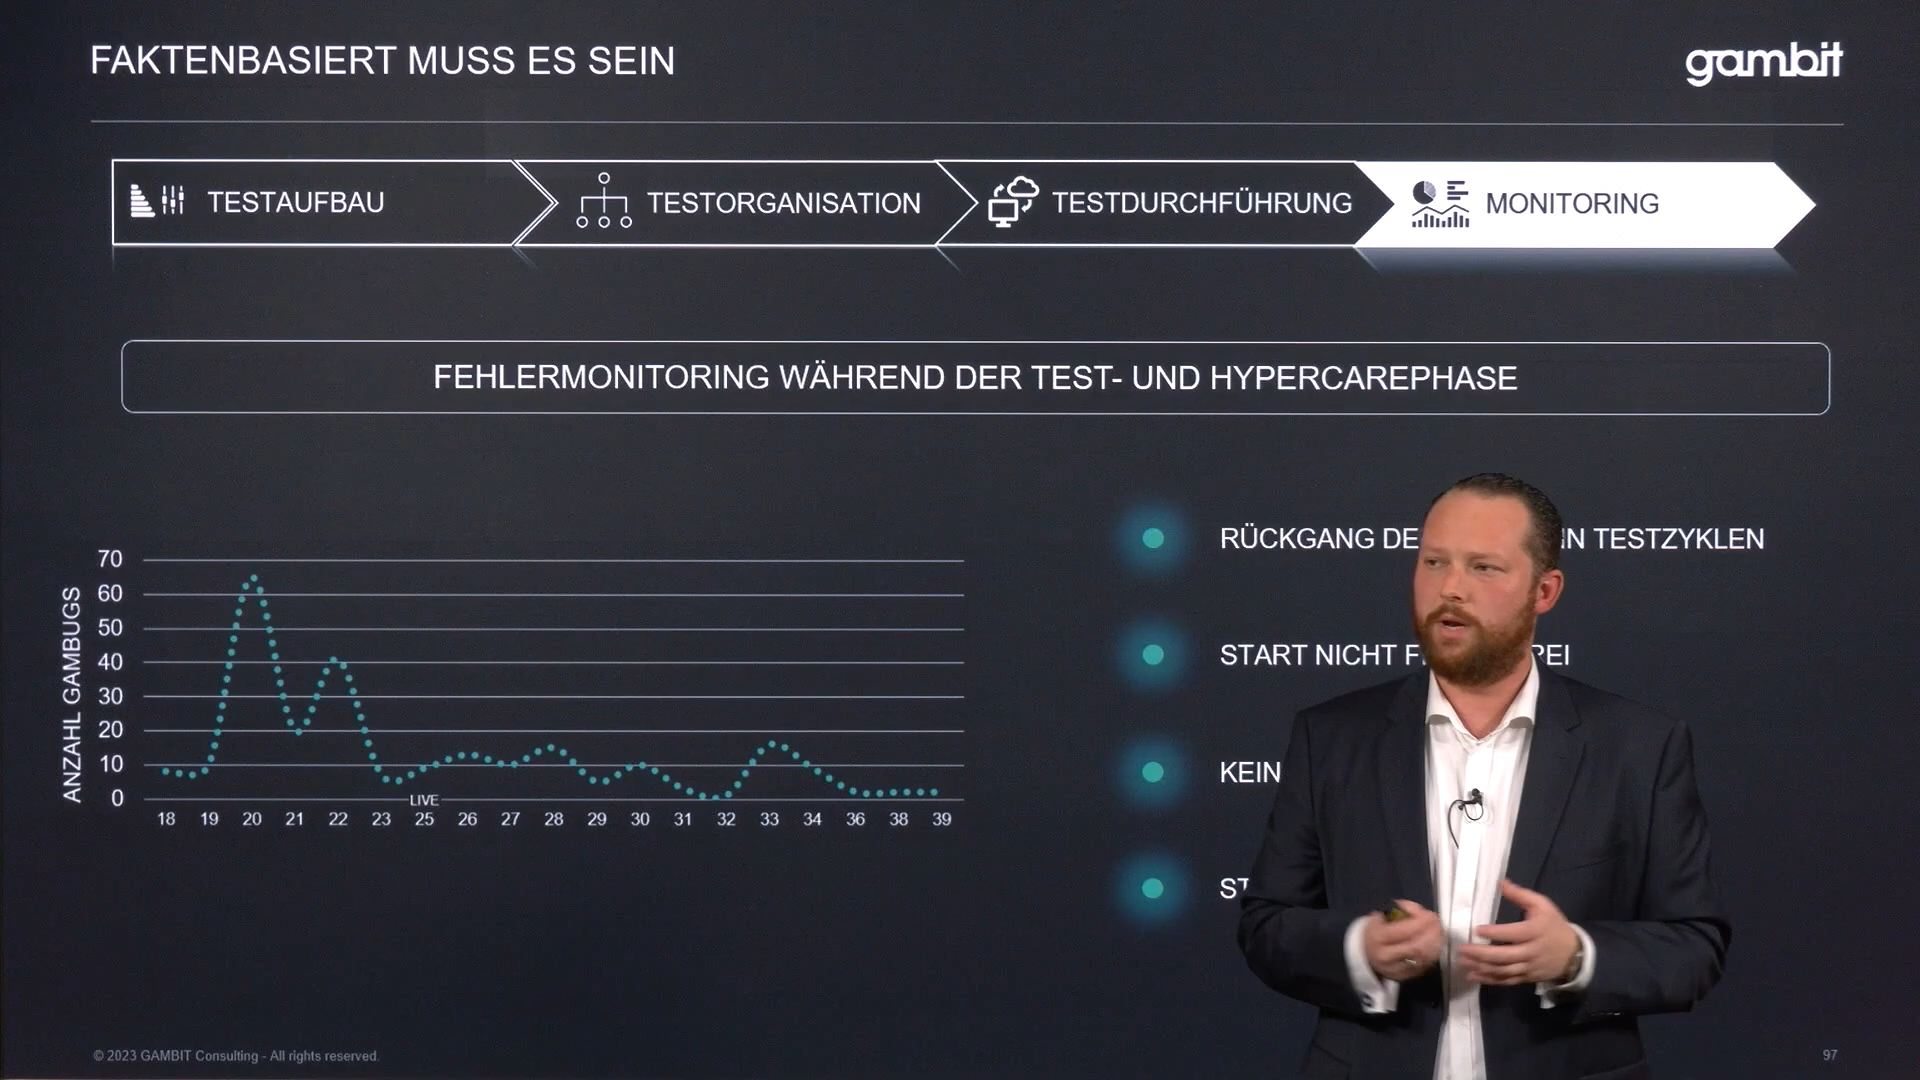 FAKTENBASIERT MUSS ES SEIN
gambit
TESTAUFBAU
TESTORGANISATION
TESTDURCHFÜHRUNG
MONITORING
FEHLERMONITORING WÄHREND DER TEST- UND HYPERCAREPHASE
ANZAHL GAMBUGS
70
60
50
40
30
20
10
0
LIVE
18 19 20 21 22 23 25 26 27 28 29 30 31 32 33 34 36 38 39
RÜCKGANG TESTZYKLEN
START NICHT
KEIN
© 2023 GAMBIT Consulting - All rights reserved.
97